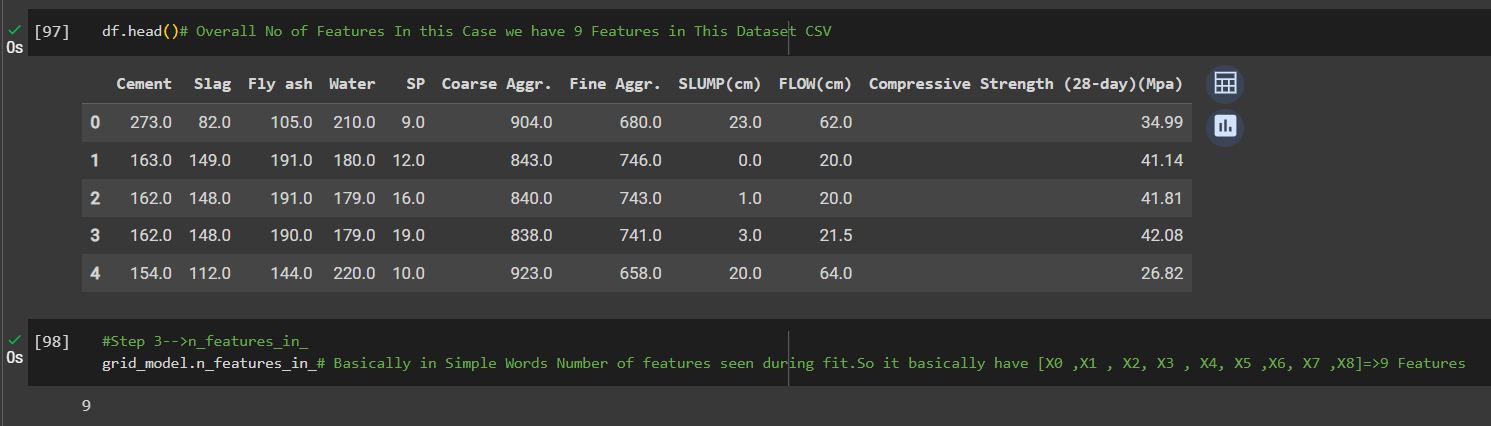 [97] df.head()# Overall No of Features In this Case we have 9 Features in This Dataset CSV
0s
Cement Slag Fly ash Water SP Coarse Aggr. Fine Aggr. SLUMP(cm) FLOW(cm) Compressive Strength (28-day)(Mpa)
0 273.0 82.0 105.0 210.0 9.0 904.0 680.0 23.0 62.0 34.99
1 163.0 149.0 191.0 180.0 12.0 843.0 746.0 0.0 20.0 41.14
2 162.0 148.0 191.0 179.0 16.0 840.0 743.0 1.0 20.0 41.81
3 162.0 148.0 190.0 179.0 19.0 838.0 741.0 3.0 21.5 42.08
4 154.0 112.0 144.0 220.0 10.0 923.0 658.0 20.0 64.0 26.82
[98] #Step 3-->n_features_in_
0s grid_model.n_features_in_# Basically in Simple Words Number of features seen during fit.So it basically have [X0 ,X1 , X2, X3 , X4, X5 ,X6, X7 ,X8]=>9 Features
9